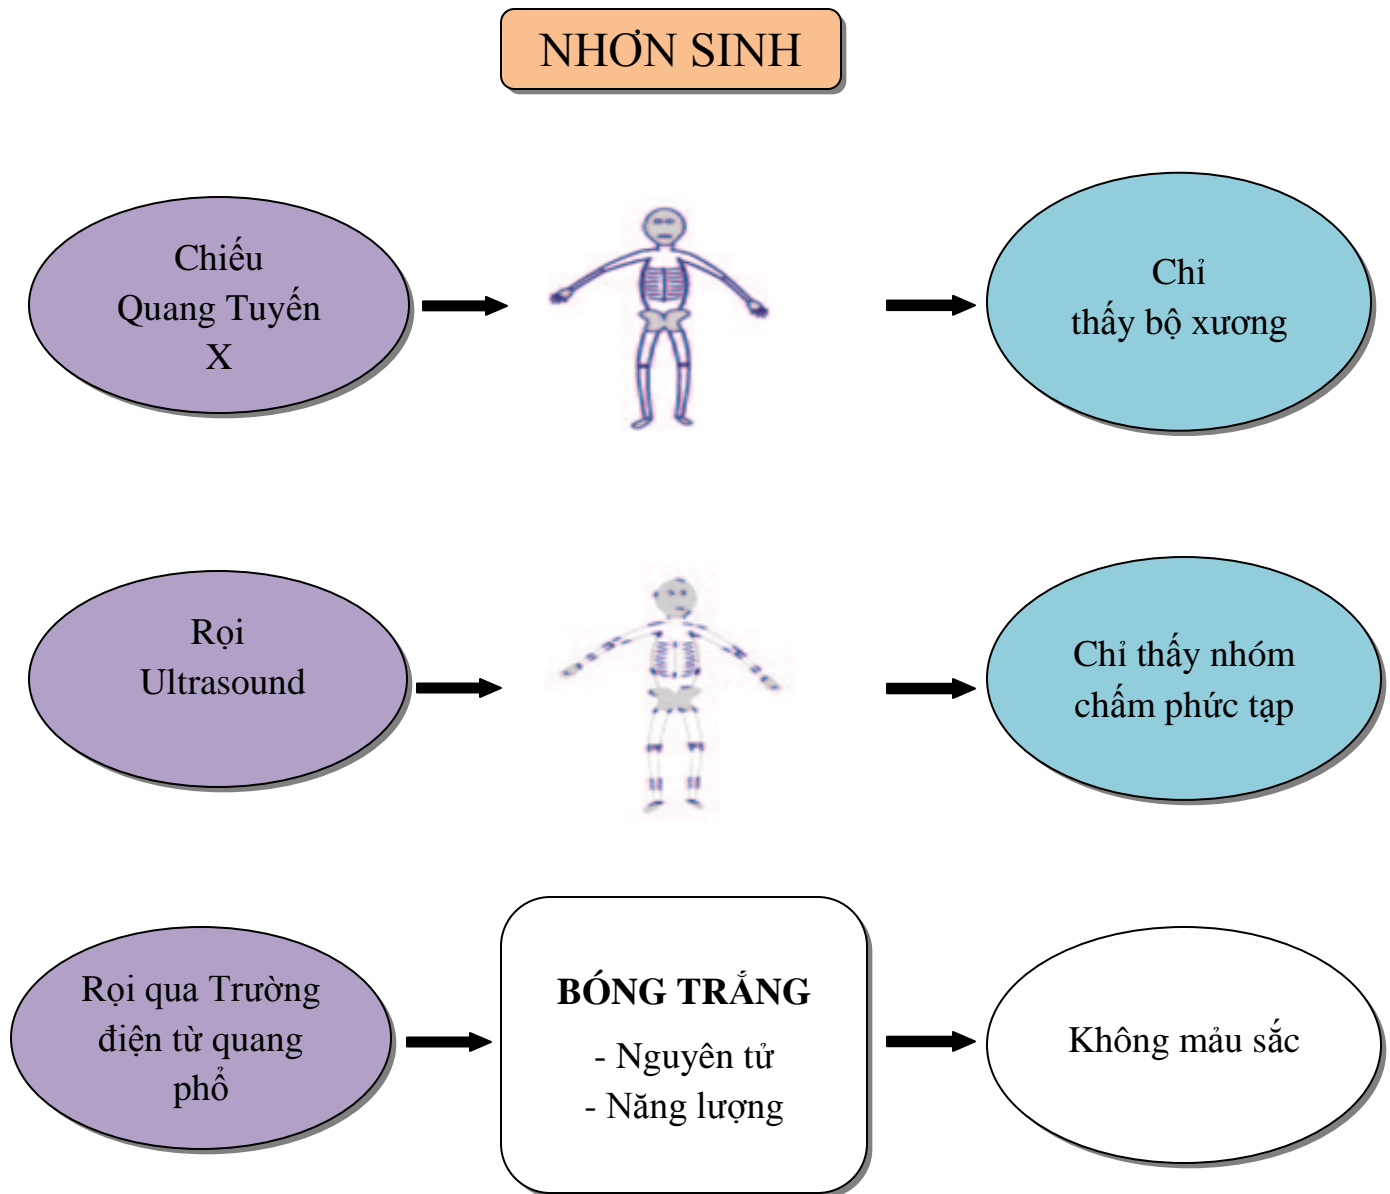 NHƠN SINH
Chiếu
Quang Tuyến
X
Chỉ
thấy bộ xương
Rọi
Ultrasound
Chỉ thấy nhóm
chấm phức tạp
Rọi qua Trường
điện từ quang
phổ
BÓNG TRẮNG
- Nguyên tử
- Năng lượng
Không mảu sắc